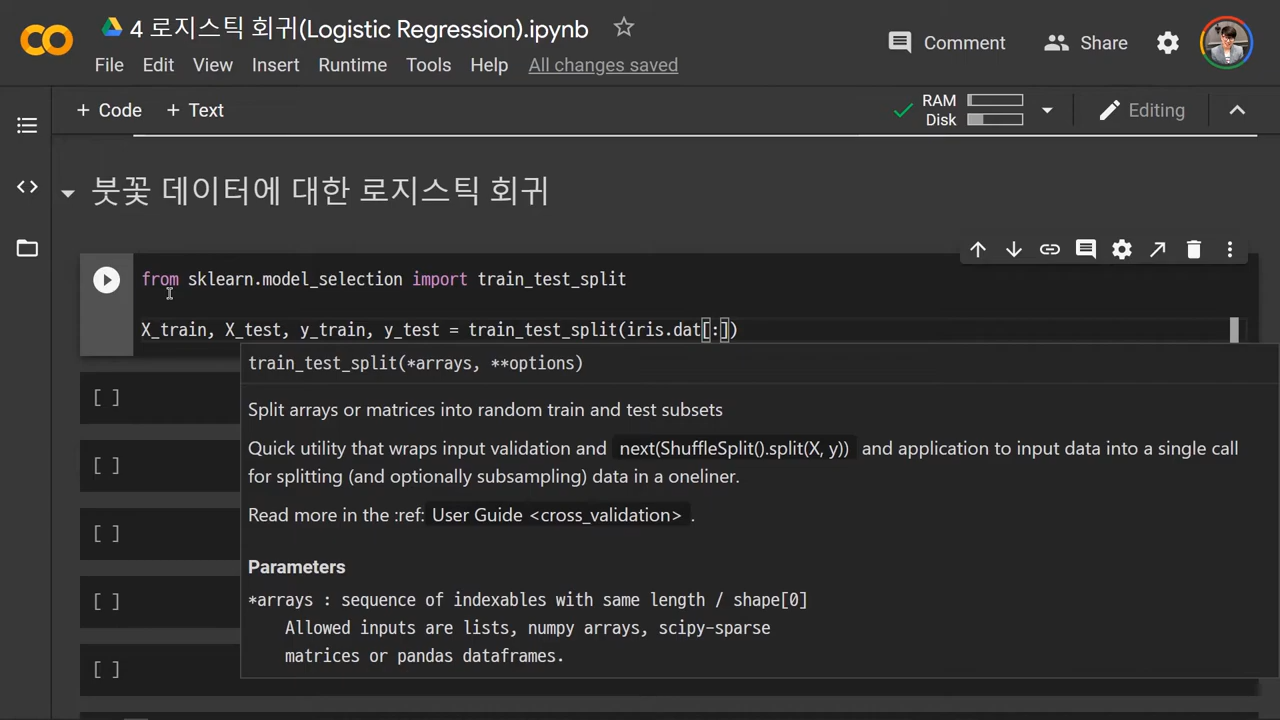 4 로지스틱 회귀(Logistic Regression).ipynb
Comment
Share
File Edit View Insert Runtime Tools Help All changes saved
+ Code + Text
RAM
Disk
Editing
붓꽃 데이터에 대한 로지스틱 회귀
from sklearn.model_selection import train_test_split
X_train, X_test, y_train, y_test = train_test_split(iris.dat[:])
train_test_split(*arrays, **options)
Split arrays or matrices into random train and test subsets
Quick utility that wraps input validation and next(ShuffleSplit().split(X, y)) and application to input data into a single call
for splitting (and optionally subsampling) data in a oneliner.
Read more in the :ref: User Guide <cross_validation> .
Parameters
*arrays : sequence of indexables with same length / shape[0]
Allowed inputs are lists, numpy arrays, scipy-sparse
matrices or pandas dataframes.
[ ]
[ ]
[ ]
[ ]
[ ]